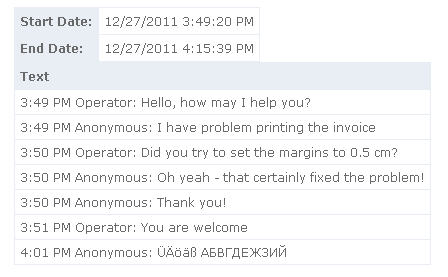 Start Date: 12/27/2011 3:49:20 PM
End Date: 12/27/2011 4:15:39 PM
Text
3:49 PM Operator: Hello, how may I help you?
3:49 PM Anonymous: I have problem printing the invoice
3:50 PM Operator: Did you try to set the margins to 0.5 cm?
3:50 PM Anonymous: Oh yeah - that certainly fixed the problem!
3:50 PM Anonymous: Thank you!
3:51 PM Operator: You are welcome
4:01 PM Anonymous: ÜÄöäß АБВГДЕЖЗИЙ